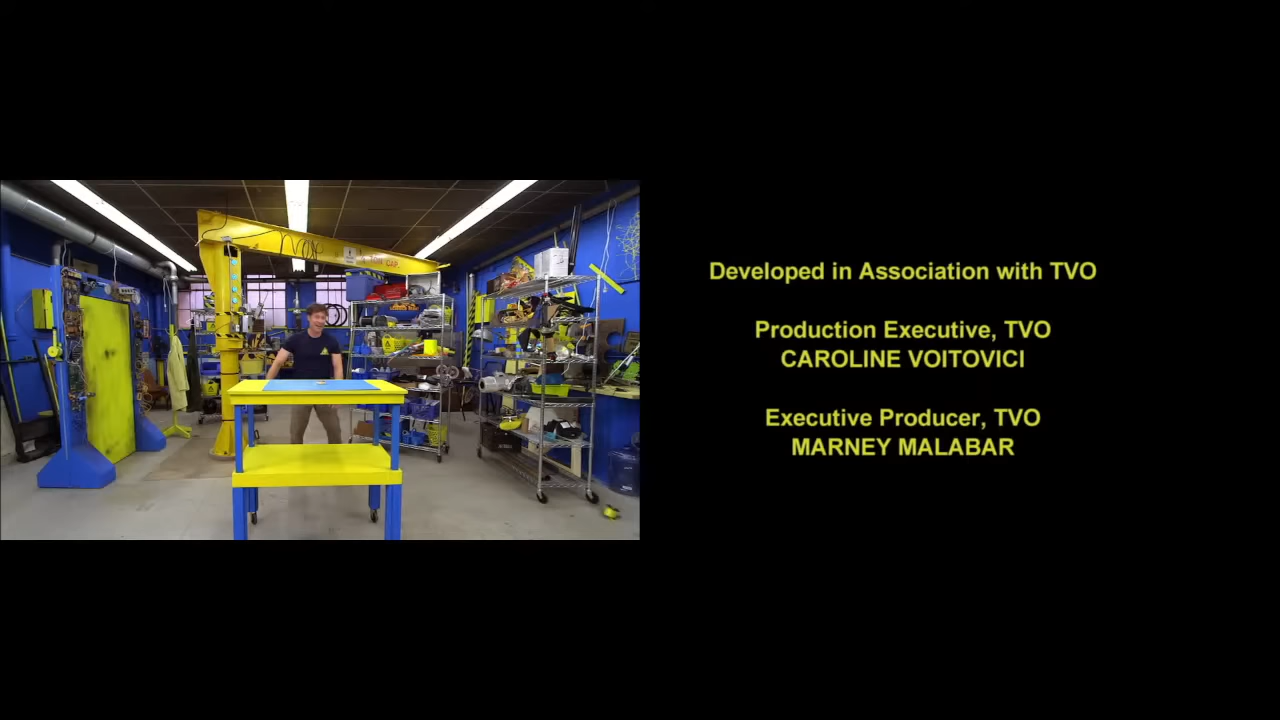 Developed in Association with TVO
Production Executive, TVO
CAROLINE VOITOVICI
Executive Producer, TVO
MARNEY MALABAR